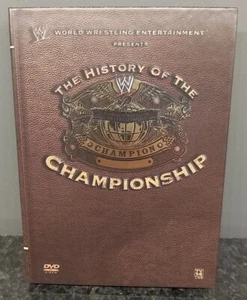 WORLD WRESTLING ENTERTAINMENT
PRESENTS
THE HISTORY OF THE
W
CHAMPION
CHAMPIONSHIP
DVD